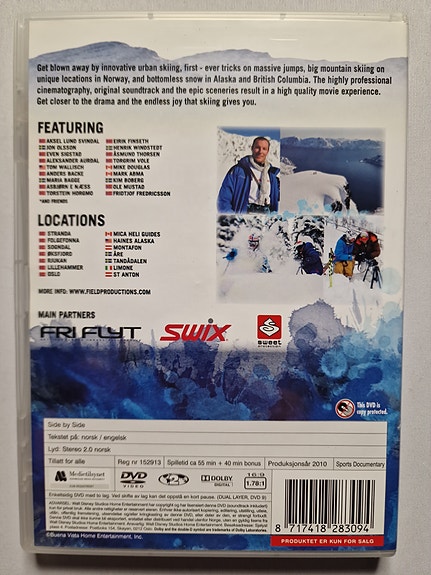 Get blown away by innovative urban skiing, first - ever tricks on massive jumps, big mountain skiing on
unique locations in Norway, and bottomless snow in Alaska and British Columbia. The highly professional
cinematography, original soundtrack and the epic sceneries result in a high quality movie experience.
Get closer to the drama and the endless joy that skiing gives you.
FEATURING
AKSEL LUND SVINDAL
JON OLSSON
EVEN SIGSTAD
ALEKSANDER AURDAL
TOM WALLISCH
ANDERS BACKE
MARIA BAGGE
ASBJØRN E NÆSS
TORSTEIN HORGMO
*AND FRIENDS
EIRIK FINSETH
HENRIK WINDSTEDT
ÅSMUND THORSEN
TORGRIM VOLE
MIKE DOUGLAS
MARK ABMA
KIM BOBERG
OLE MUSTAD
FRIDTJOF FREDRICSSON
LOCATIONS
STRANDA
FOLGEFONNA
SOGNDAL
ØKSFJORD
RJUKAN
LILLEHAMMER
OSLO
MICA HELI GUIDES
HAINES ALASKA
MONTAFON
ÅRE
TANDÅDALEN
LIMONE
ST ANTON
MORE INFO: WWW.FIELDPRODUCTIONS.COM
MAIN PARTNERS
FRI FLYT
SWIX
sweet
protection
This DVD is
copy protected.
Side by Side
Tekstet på: norsk / engelsk
Lyd: Stereo 2.0 norsk
Tillatt for alle
Reg nr 152913
Spilletid ca 55 min + 40 min bonus
Produksjonsår 2010
Sports Documentary
Medietilsynet
DVD
VIDEO
2
DOLBY
DIGITAL
16:9
1.78:1
Enkeltsidig DVD med to lag. Ved skifte av lag kan det oppstå en kort pause. (DUAL LAYER, DVD 9)
©Buena Vista Home Entertainment, Inc.
8 717418 283094
PRODUKTET ER KUN FOR SALG